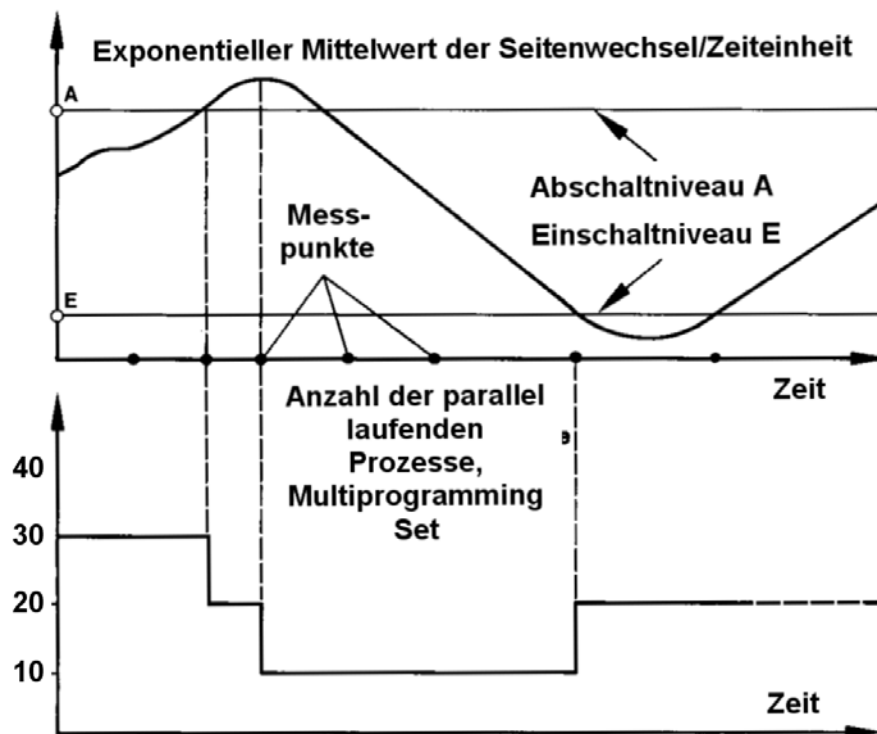 Exponentieller Mittelwert der Seitenwechsel/Zeiteinheit
A
Abschaltniveau A
Mess-
punkte
Einschaltniveau E
E
Zeit
Anzahl der parallel
laufenden
Prozesse,
Multiprogramming
Set
40
30
20
10
Zeit